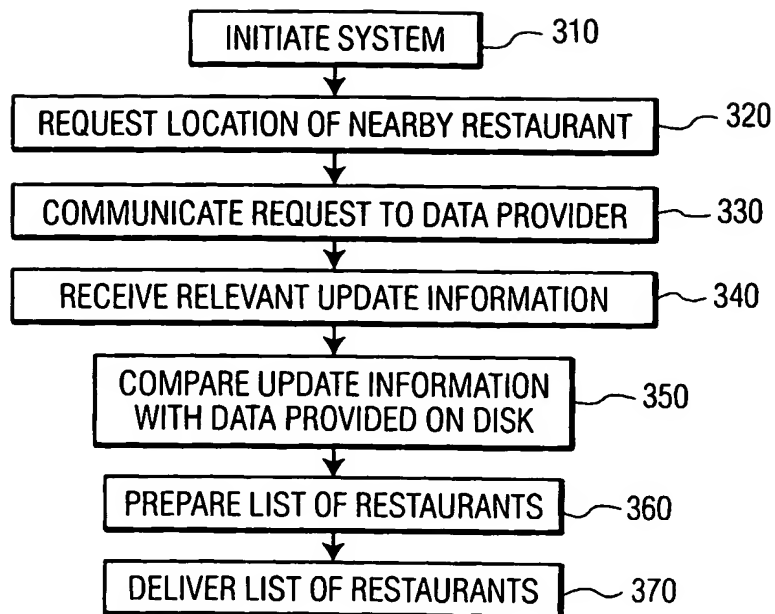 INITIATE SYSTEM 310
REQUEST LOCATION OF NEARBY RESTAURANT 320
COMMUNICATE REQUEST TO DATA PROVIDER 330
RECEIVE RELEVANT UPDATE INFORMATION 340
COMPARE UPDATE INFORMATION
WITH DATA PROVIDED ON DISK 350
PREPARE LIST OF RESTAURANTS 360
DELIVER LIST OF RESTAURANTS 370